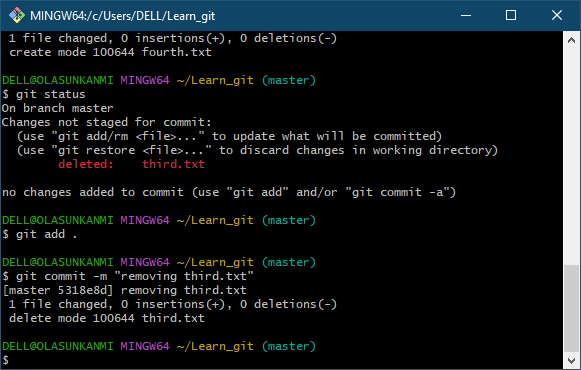 MINGW64:/c/Users/DELL/Learn_git
1 file changed, 0 insertions(+), 0 deletions(-)
create mode 100644 fourth.txt
DELL@OLASUNKANMI MINGW64 ~/Learn_git (master)
$ git status
On branch master
Changes not staged for commit:
(use "git add/rm <file>..." to update what will be committed)
(use "git restore <file>..." to discard changes in working directory)
deleted:    third.txt
no changes added to commit (use "git add" and/or "git commit -a")
DELL@OLASUNKANMI MINGW64 ~/Learn_git (master)
$ git add .
DELL@OLASUNKANMI MINGW64 ~/Learn_git (master)
$ git commit -m "removing third.txt"
[master 5318e8d] removing third.txt
1 file changed, 0 insertions(+), 0 deletions(-)
delete mode 100644 third.txt
DELL@OLASUNKANMI MINGW64 ~/Learn_git (master)
$